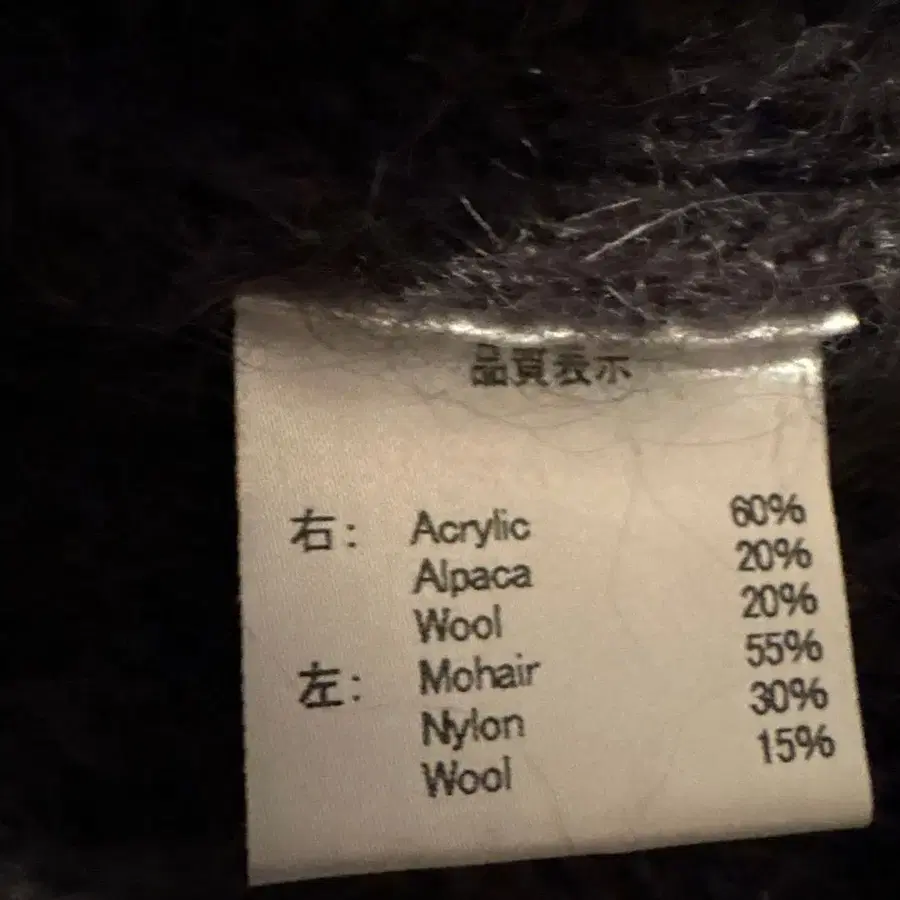 品質表示
右: Acrylic 60%
Alpaca 20%
Wool 20%
左: Mohair 55%
Nylon 30%
Wool 15%